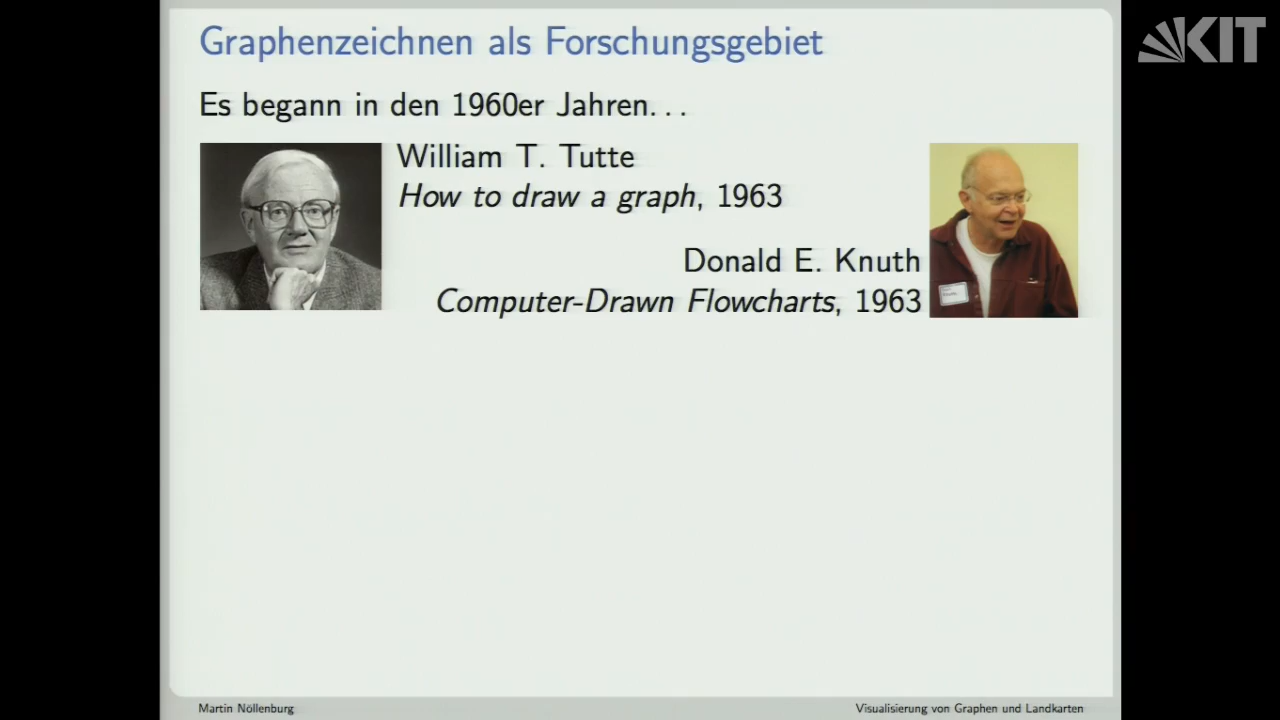 Graphenzeichnen als Forschungsgebiet
KIT
Es begann in den 1960er Jahren...
William T. Tutte
How to draw a graph, 1963
Donald E. Knuth
Computer-Drawn Flowcharts, 1963
Martin Nöllenburg
Visualisierung von Graphen und Landkarten